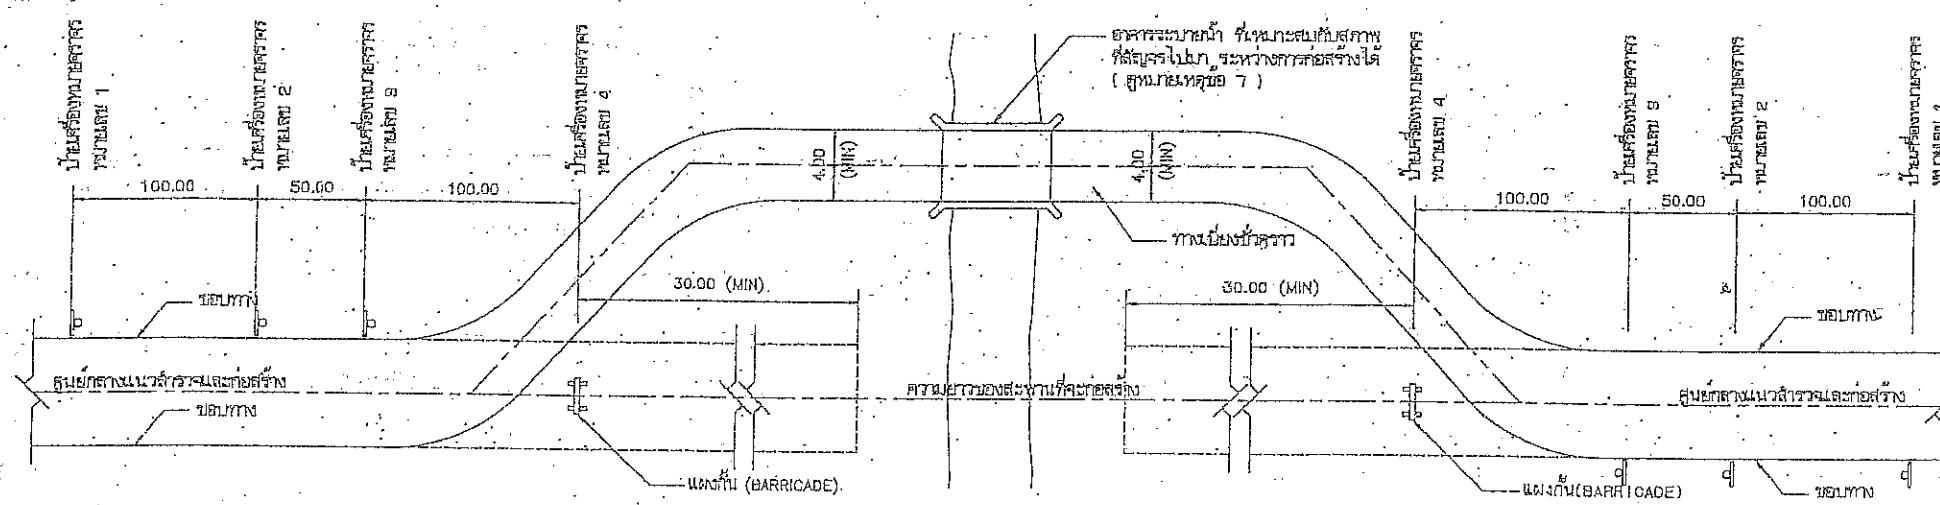 ป้ายเครื่องหมายจราจร
หมายเลข 1
ป้ายเครื่องหมายจราจร
หมายเลข 2
ป้ายเครื่องหมายจราจร
หมายเลข 3
ป้ายเครื่องหมายจราจร
หมายเลข 4
100.00
50.00
100.00
อาคารระบายน้ำ ที่เหมาะสมกับสภาพ
ที่สัญจรไปมา ระหว่างการก่อสร้างได้
( ดูหมายเหตุข้อ 7 )
4.00
(MIN)
4.00
(MIN)
ทางเบี่ยงชั่วคราว
ป้ายเครื่องหมายจราจร
หมายเลข 4
ป้ายเครื่องหมายจราจร
หมายเลข 3
ป้ายเครื่องหมายจราจร
หมายเลข 2
ป้ายเครื่องหมายจราจร
หมายเลข 1
100.00
50.00
100.00
30.00 (MIN)
30.00 (MIN)
ขอบทาง
ขอบทาง
ศูนย์กลางแนวสำรวจและก่อสร้าง
ความยาวของสะพานที่จะก่อสร้าง
ศูนย์กลางแนวสำรวจและก่อสร้าง
ขอบทาง
แผงกั้น (BARRICADE)
แผงกั้น(BARRICADE)
ขอบทาง